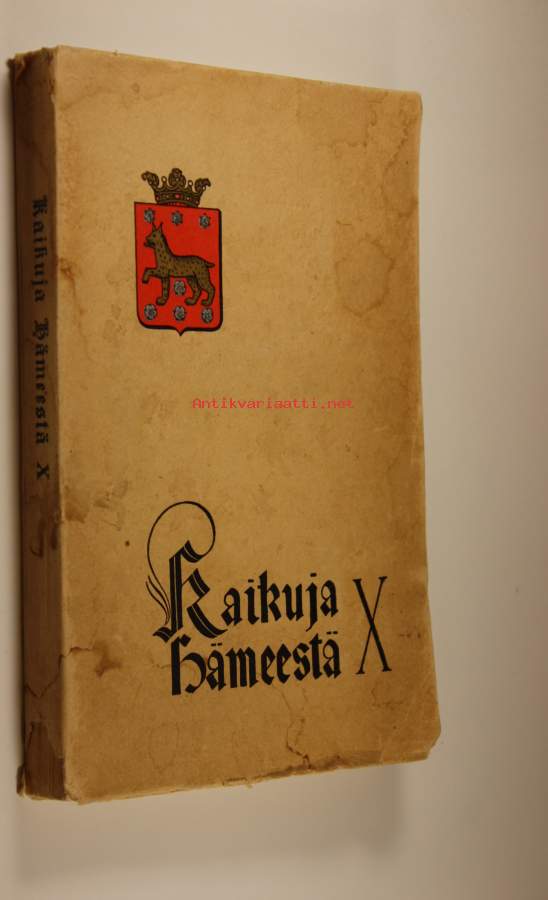 Kaikuja Hämeestä X
Antikvariaatti.net
Kaikuja
Hämeestä X